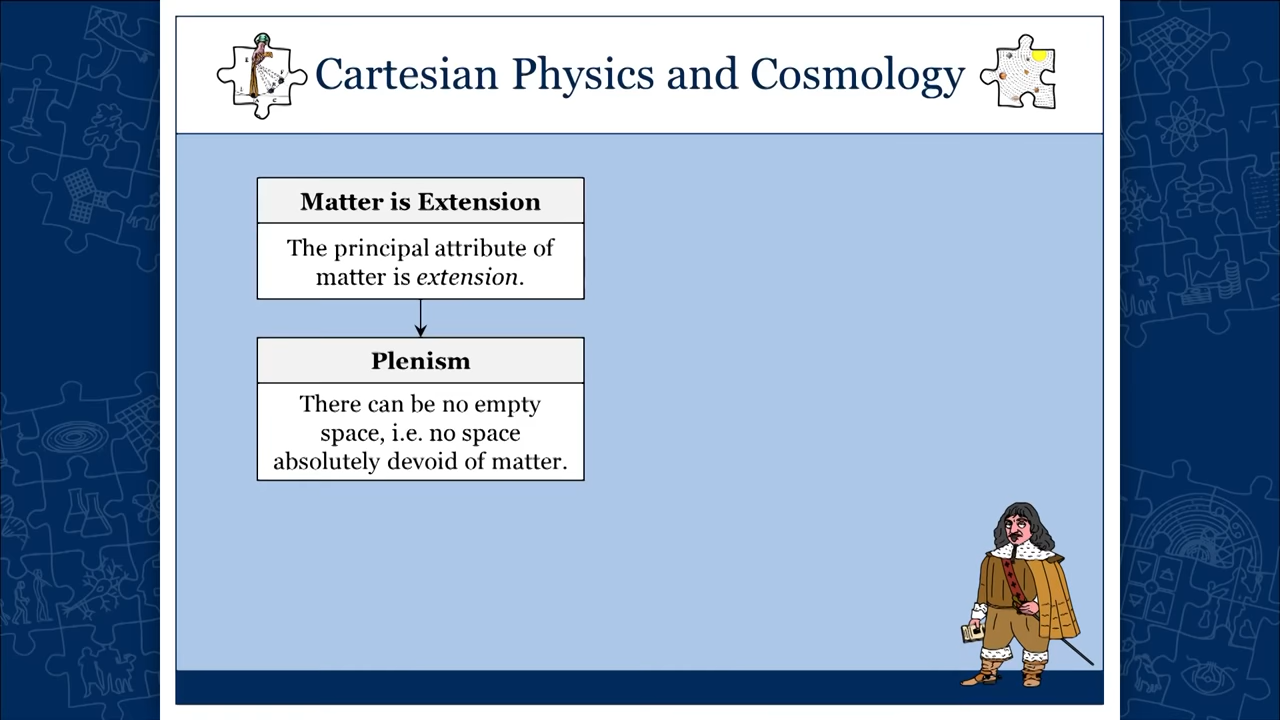 Cartesian Physics and Cosmology
Matter is Extension
The principal attribute of
matter is extension.
Plenism
There can be no empty
space, i.e. no space
absolutely devoid of matter.